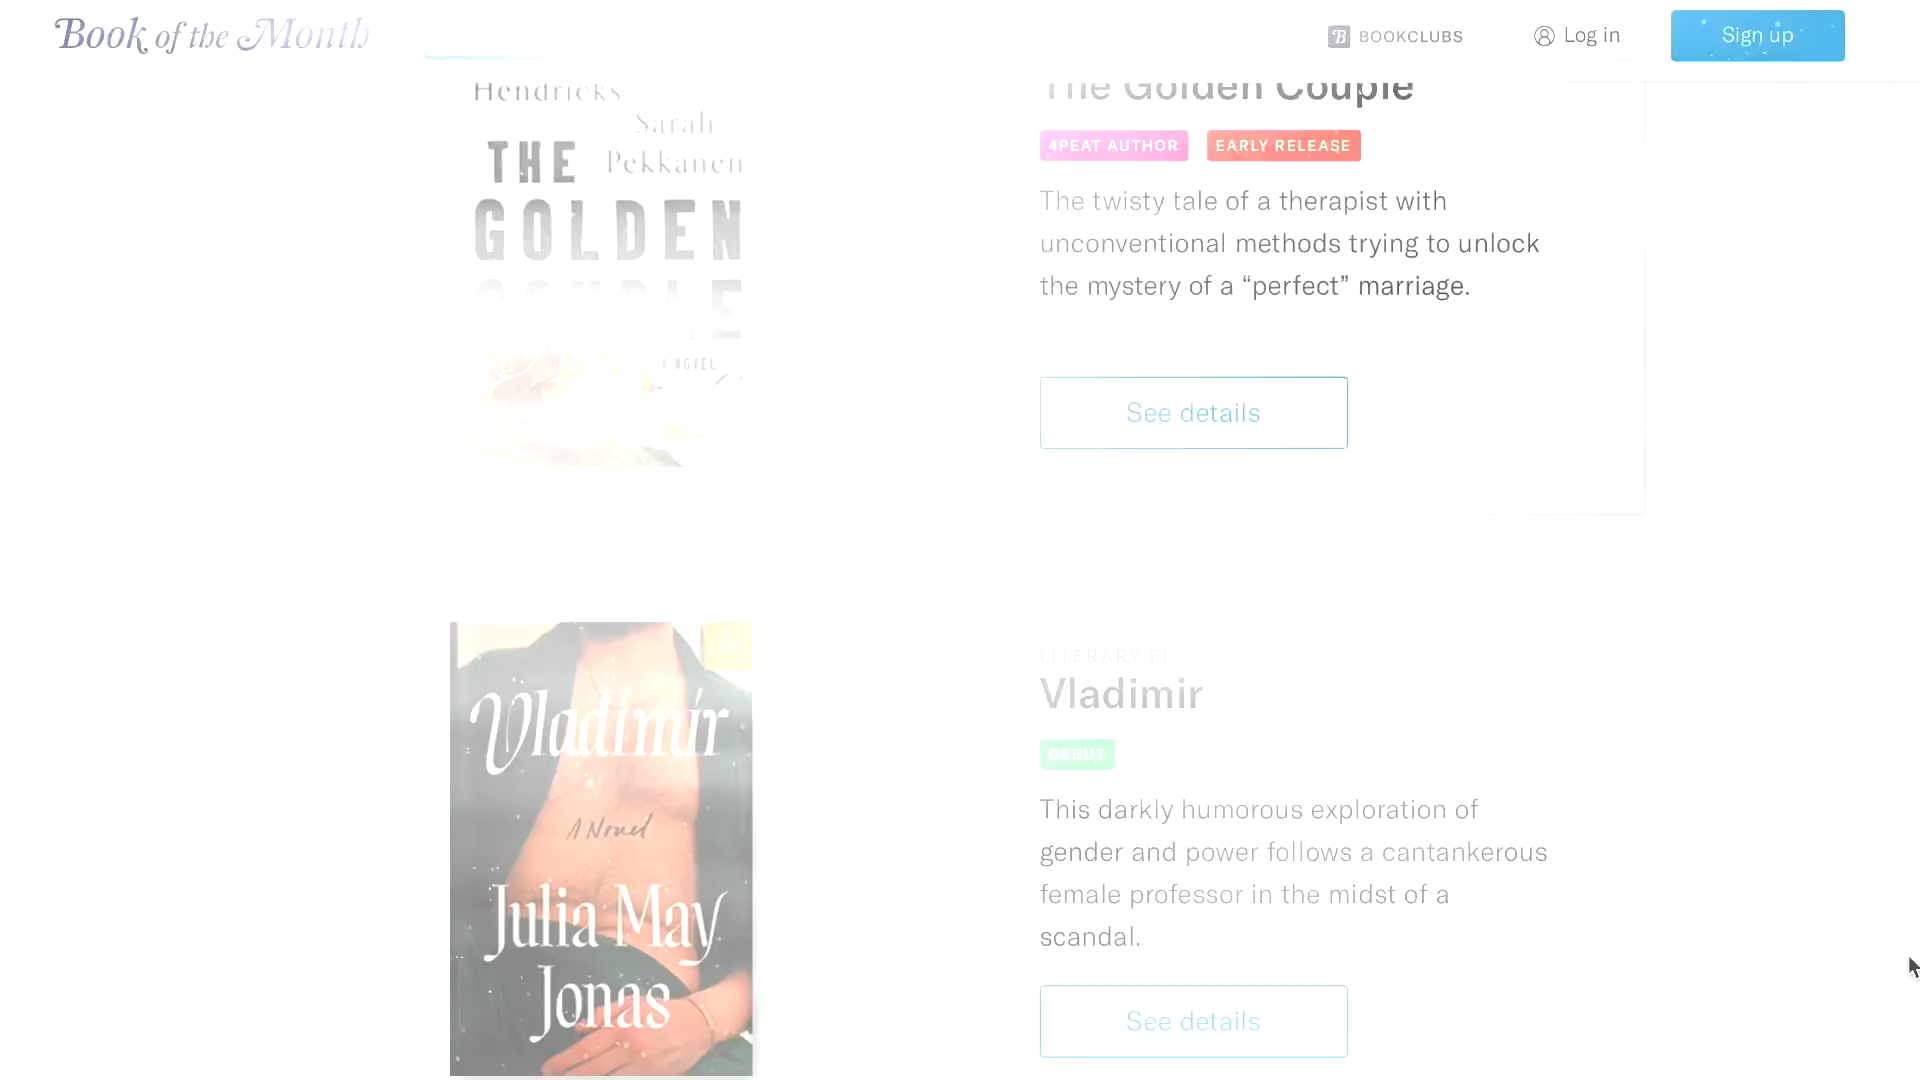 Book of the Month
B BOOKCLUBS
Log in
Sign up
Hendricks
Sarah
Pekkanen
THE
GOLDEN
COUPLE
A NOVEL
The Golden Couple
4PEAT AUTHOR
EARLY RELEASE
The twisty tale of a therapist with
unconventional methods trying to unlock
the mystery of a “perfect” marriage.
See details
Vladimir
A Novel
Julia May
Jonas
LITERARY
Vladimir
DEBUT
This darkly humorous exploration of
gender and power follows a cantankerous
female professor in the midst of a
scandal.
See details